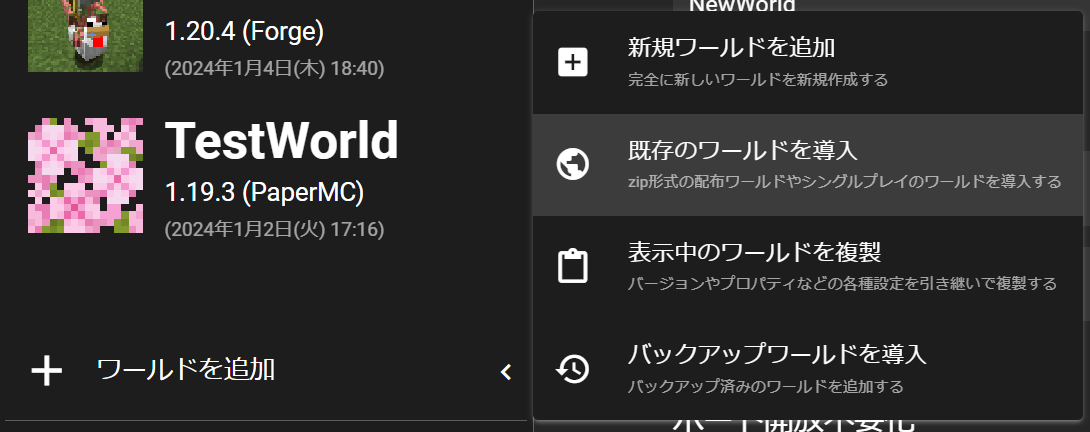 1.20.4 (Forge)
(2024年1月4日(木) 18:40)
TestWorld
1.19.3 (PaperMC)
(2024年1月2日(火) 17:16)
ワールドを追加
NewWorld
新規ワールドを追加
完全に新しいワールドを新規作成する
既存のワールドを導入
zip形式の配布ワールドやシングルプレイのワールドを導入する
表示中のワールドを複製
バージョンやプロパティなどの各種設定を引き継いで複製する
バックアップワールドを導入
バックアップ済みのワールドを追加する
ポート開放不要化